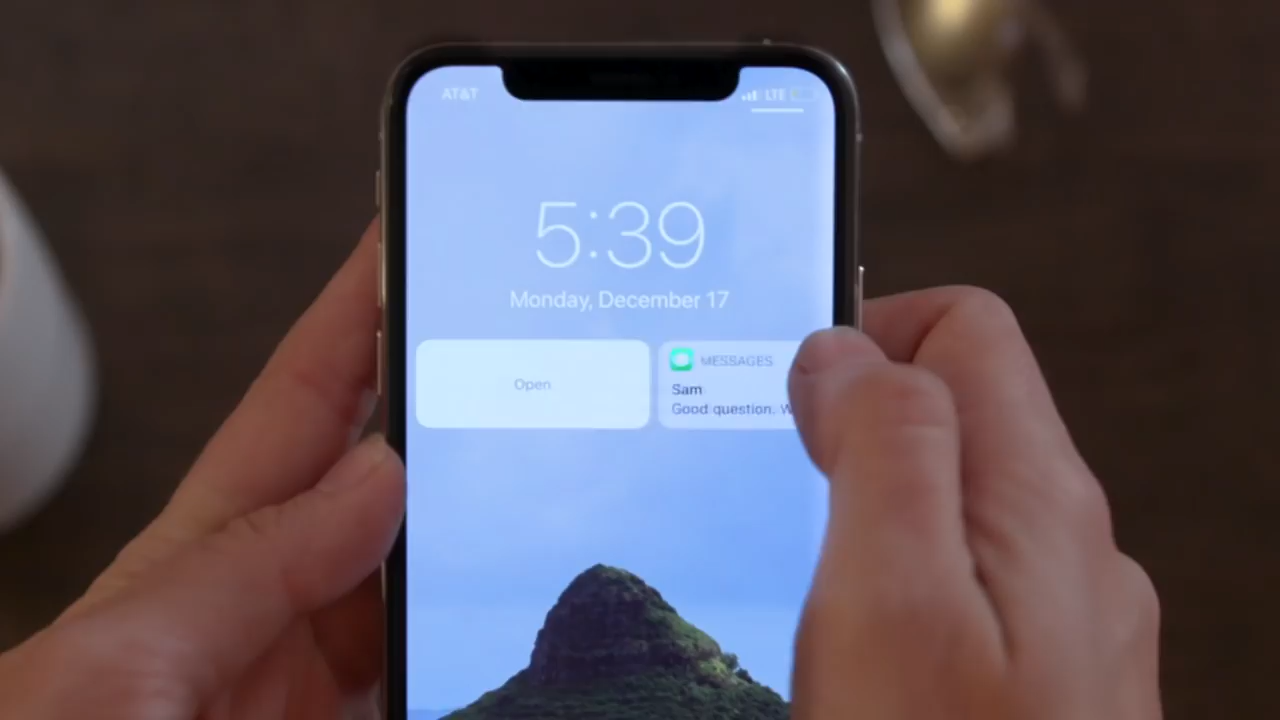 AT&T LTE
5:39
Monday, December 17
Open
MESSAGES
Sam
Good question.